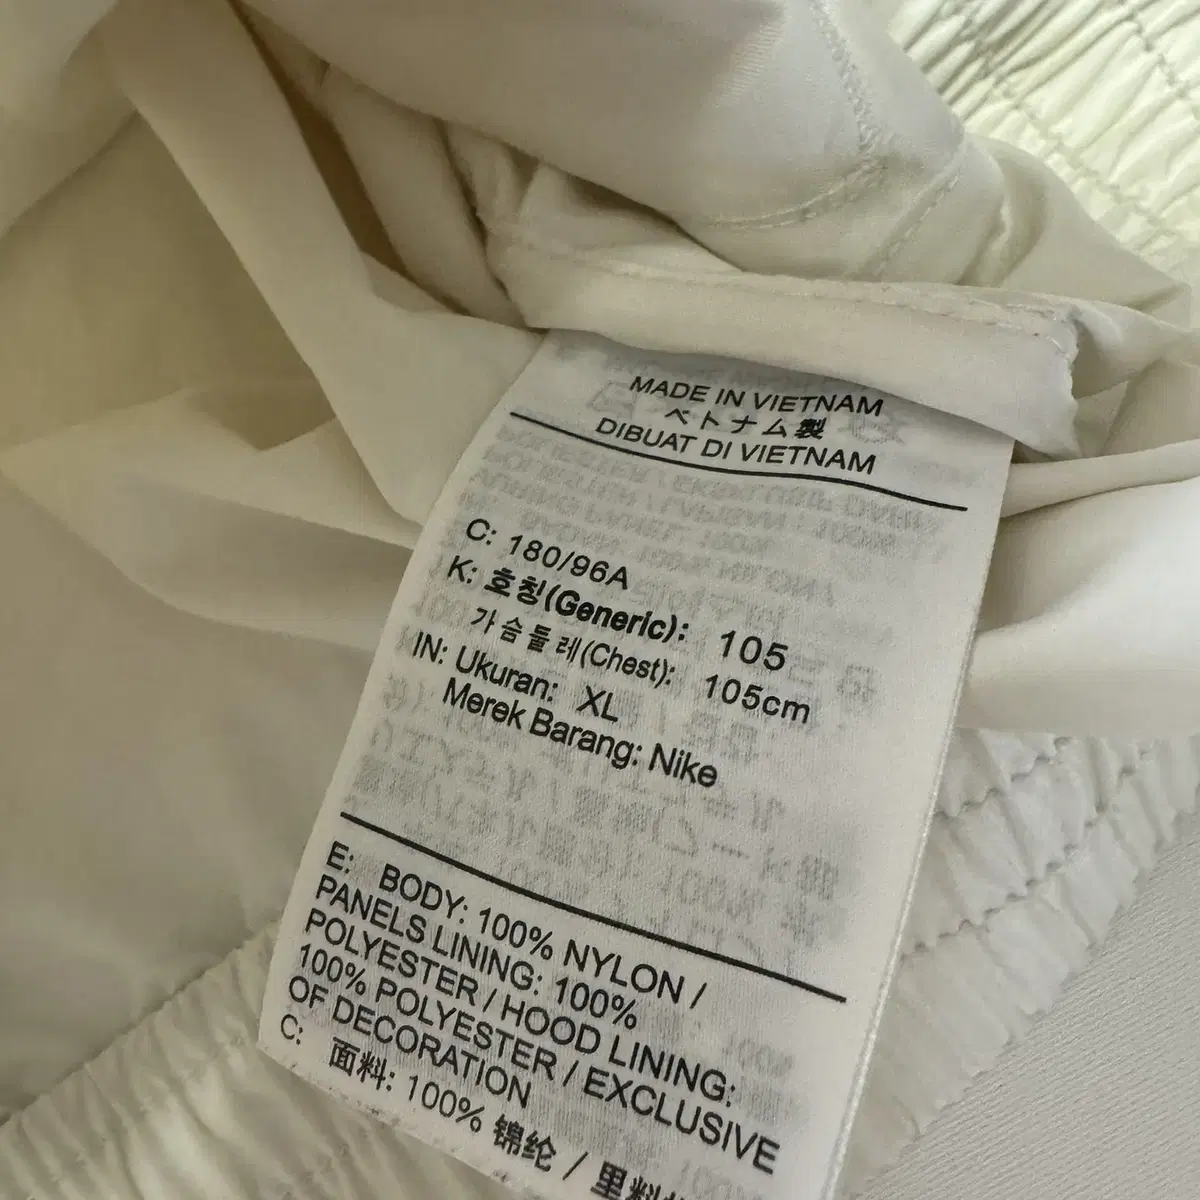 MADE IN VIETNAM
ベトナム製
DIBUAT DI VIETNAM
C: 180/96A
K: 호칭(Generic): 105
가슴둘레(Chest): 105cm
IN: Ukuran: XL
Merek Barang: Nike
E: BODY: 100% NYLON /
PANELS LINING: 100%
POLYESTER / HOOD LINING:
100% POLYESTER / EXCLUSIVE
OF DECORATION
C: 面料: 100% 锦纶 / 里料